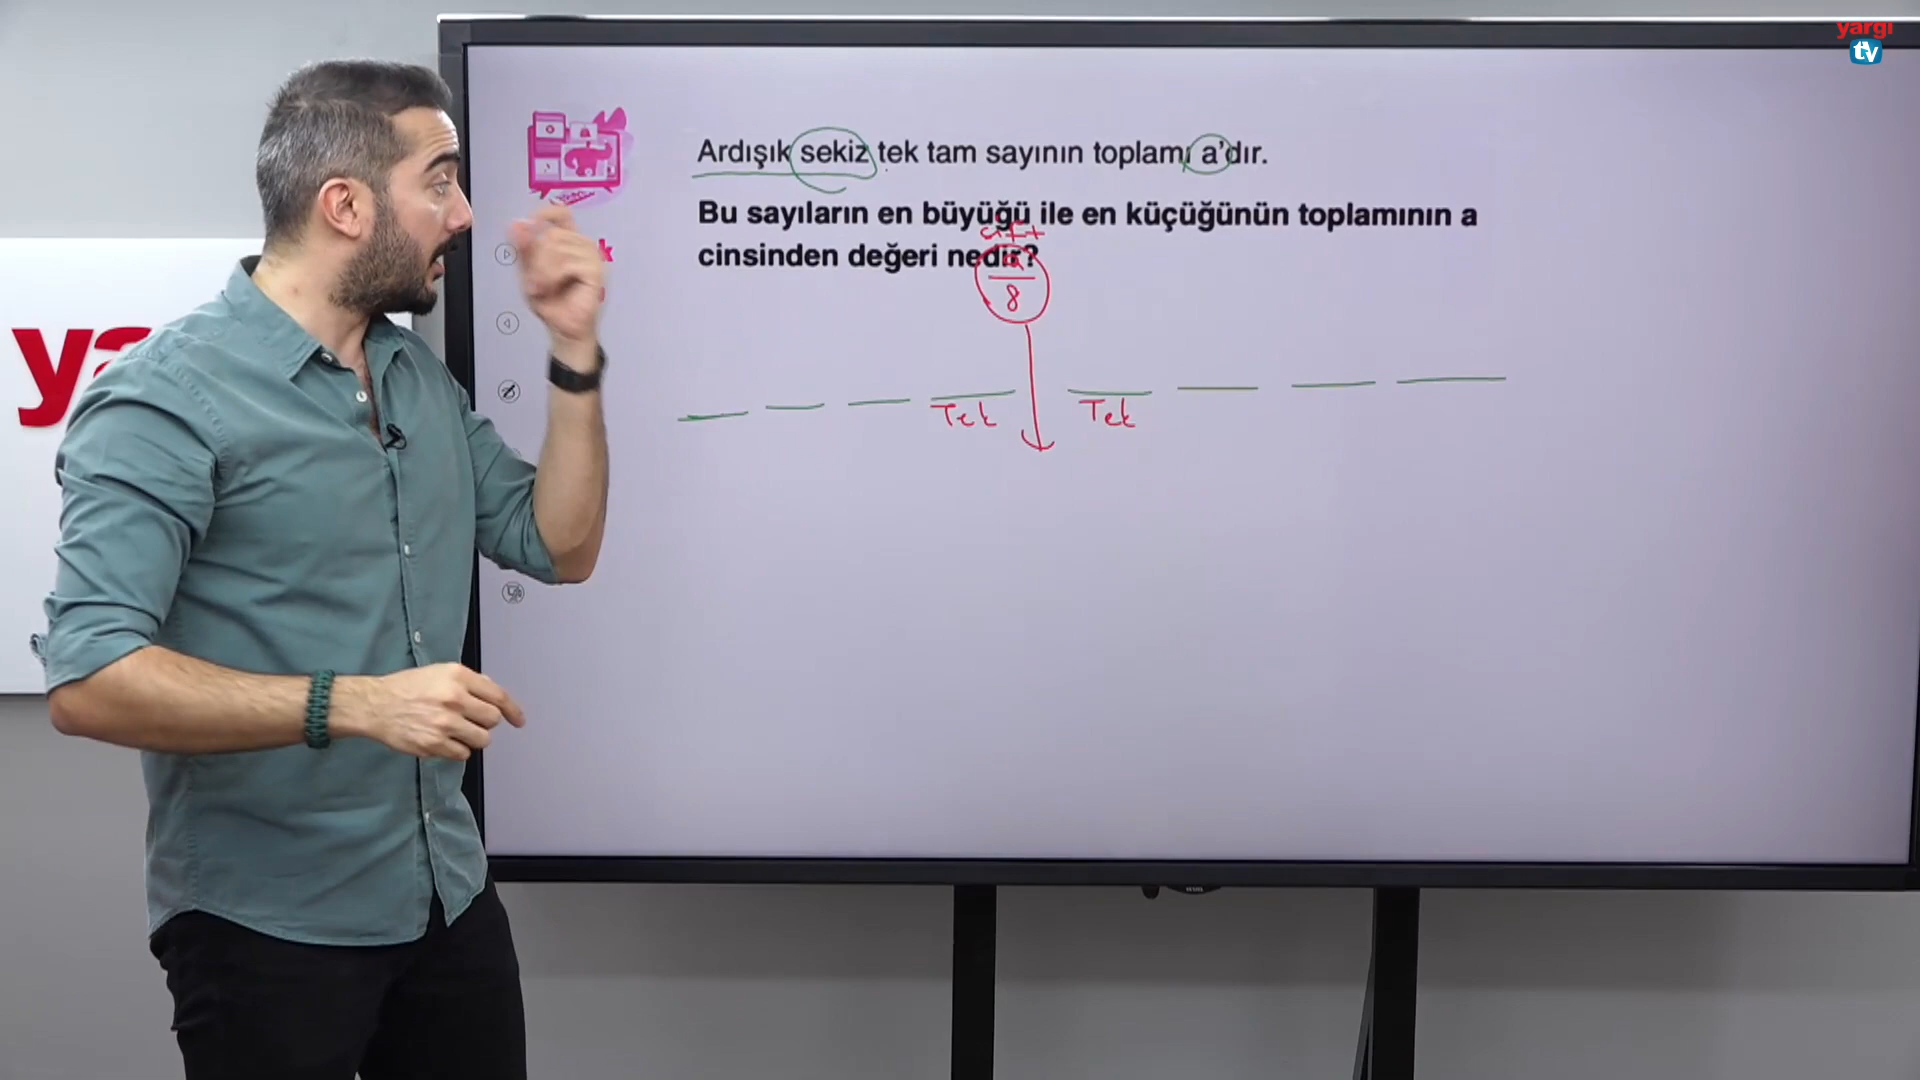 yargı
tv
Ardışık sekiz tek tam sayının toplamı a'dır.
Bu sayıların en büyüğü ile en küçüğünün toplamının a
cinsinden değeri nedir?
a
8
Tek Tek
ya